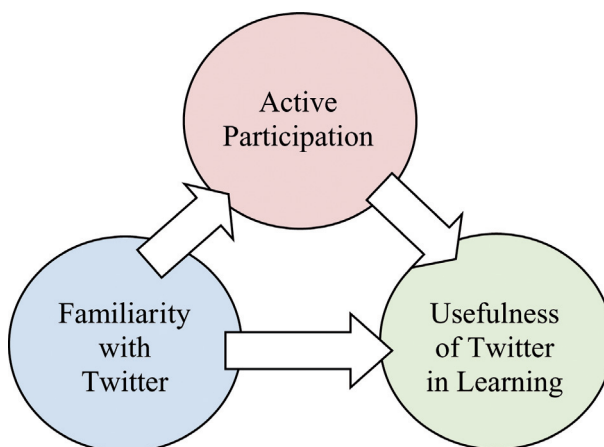 Active
Participation
Familiarity
with
Twitter
Usefulness
of Twitter
in Learning